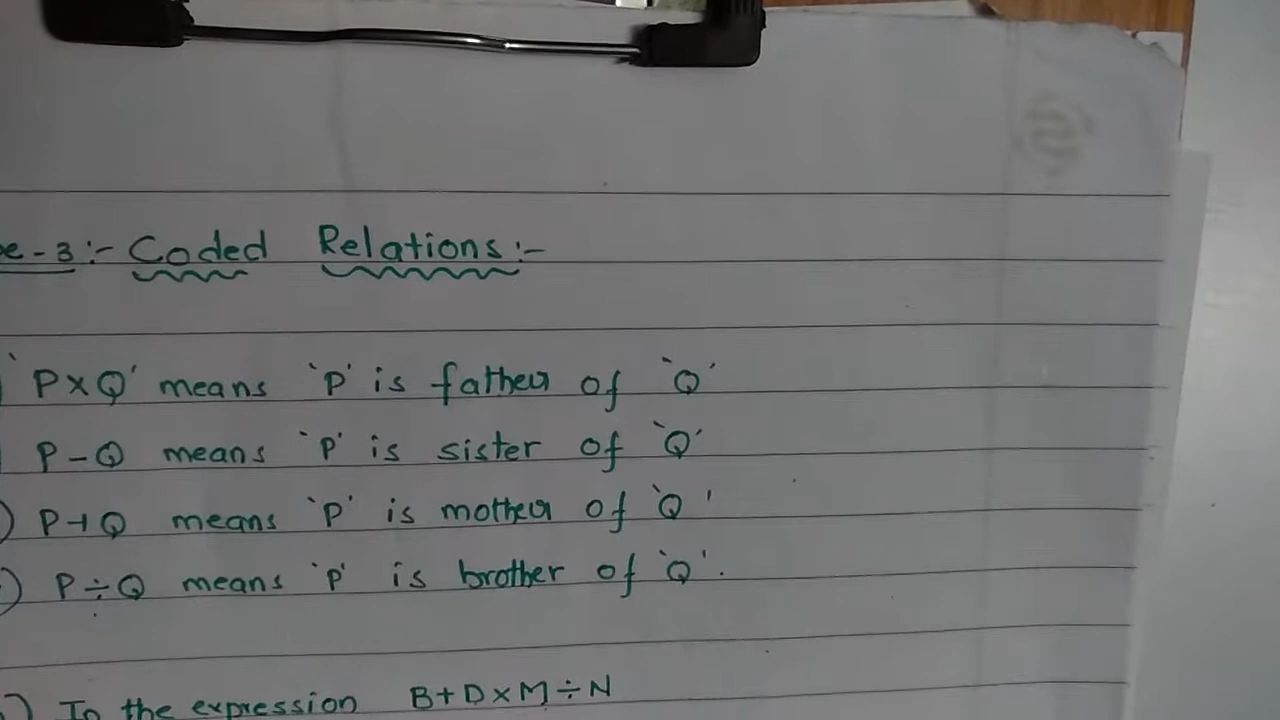 e-3:- Coded Relations:-
'P×Q' means 'P' is father of 'Q'
P-Q means 'P' is sister of 'Q'
) P+Q means 'P' is mother of 'Q'
) P÷Q means 'P' is brother of 'Q'.
) In the expression B+D×M÷N